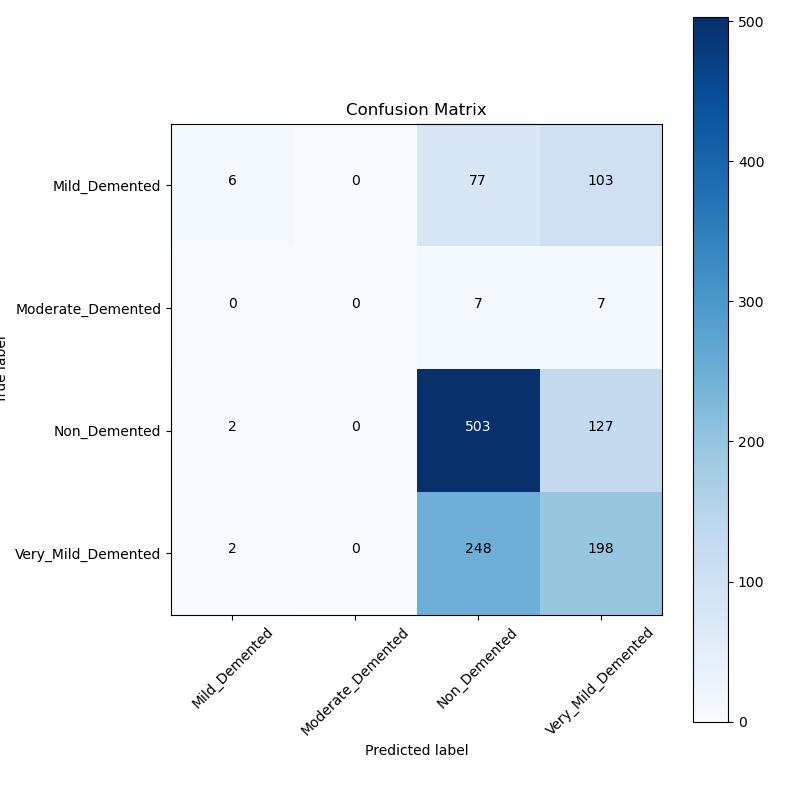 Confusion Matrix
Mild_Demented 6 0 77 103
Moderate_Demented 0 0 7 7
Non_Demented 2 0 503 127
Very_Mild_Demented 2 0 248 198
Mild_Demented Moderate_Demented Non_Demented Very_Mild_Demented
Predicted label
500
400
300
200
100
0